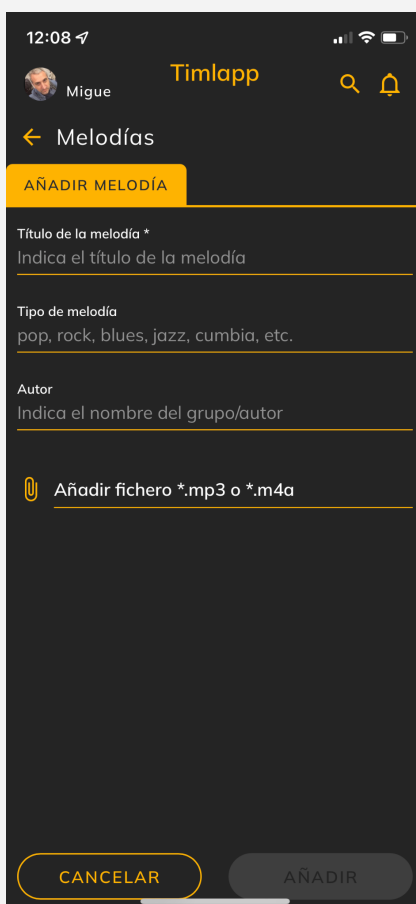 12:08
Timlapp
Migue
Melodías
AÑADIR MELODÍA
Título de la melodía *
Indica el título de la melodía
Tipo de melodía
pop, rock, blues, jazz, cumbia, etc.
Autor
Indica el nombre del grupo/autor
Añadir fichero *.mp3 o *.m4a
CANCELAR
AÑADIR